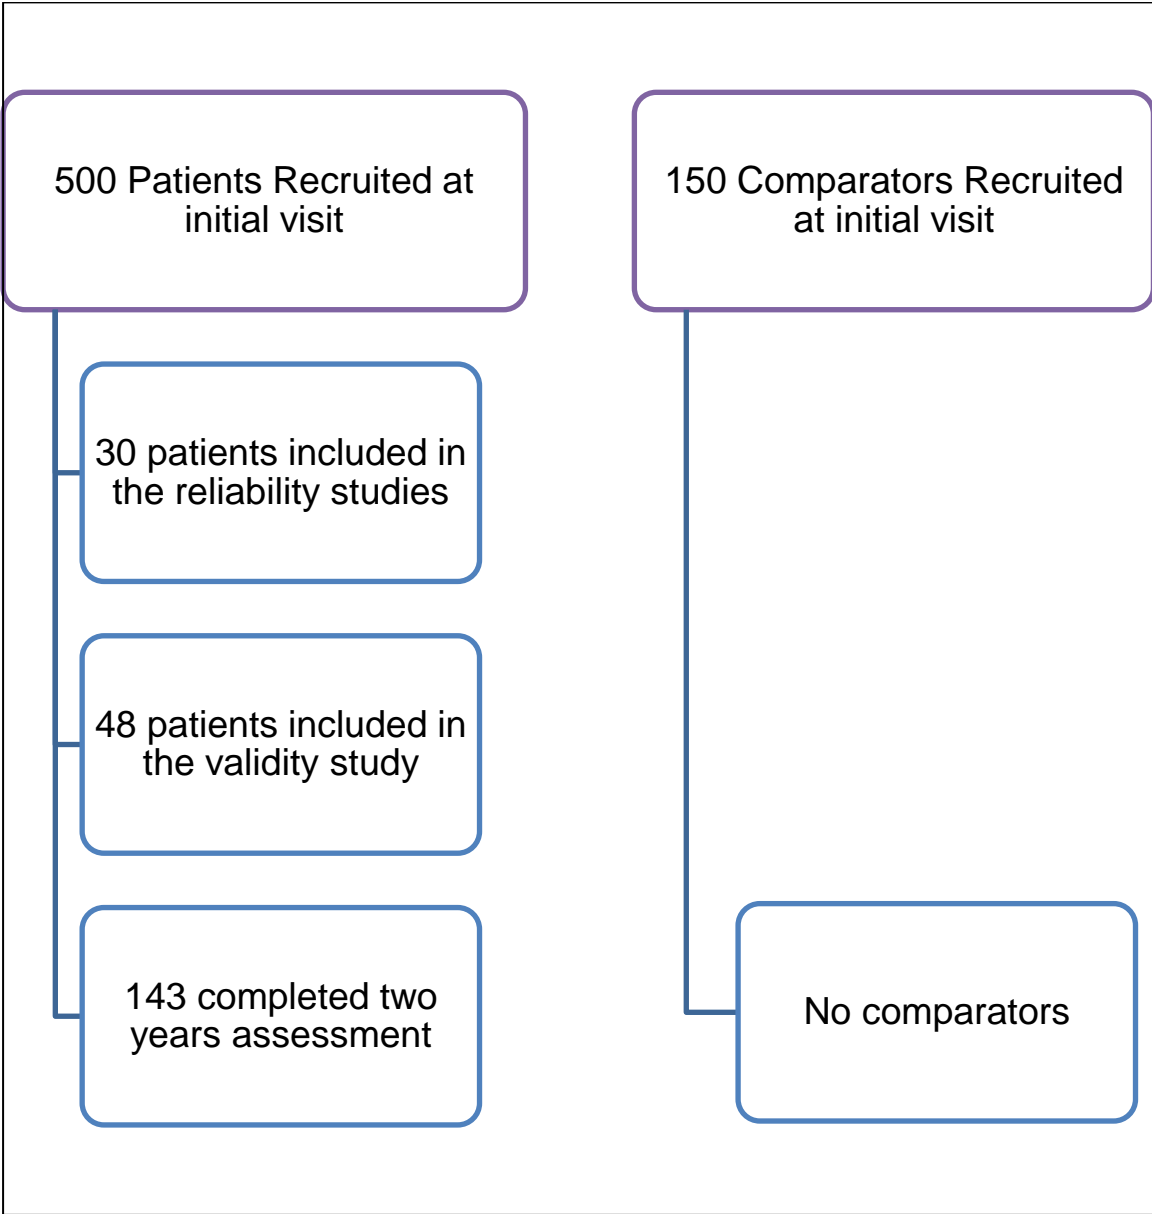 500 Patients Recruited at
initial visit
150 Comparators Recruited
at initial visit
30 patients included in
the reliability studies
48 patients included in
the validity study
143 completed two
years assessment
No comparators